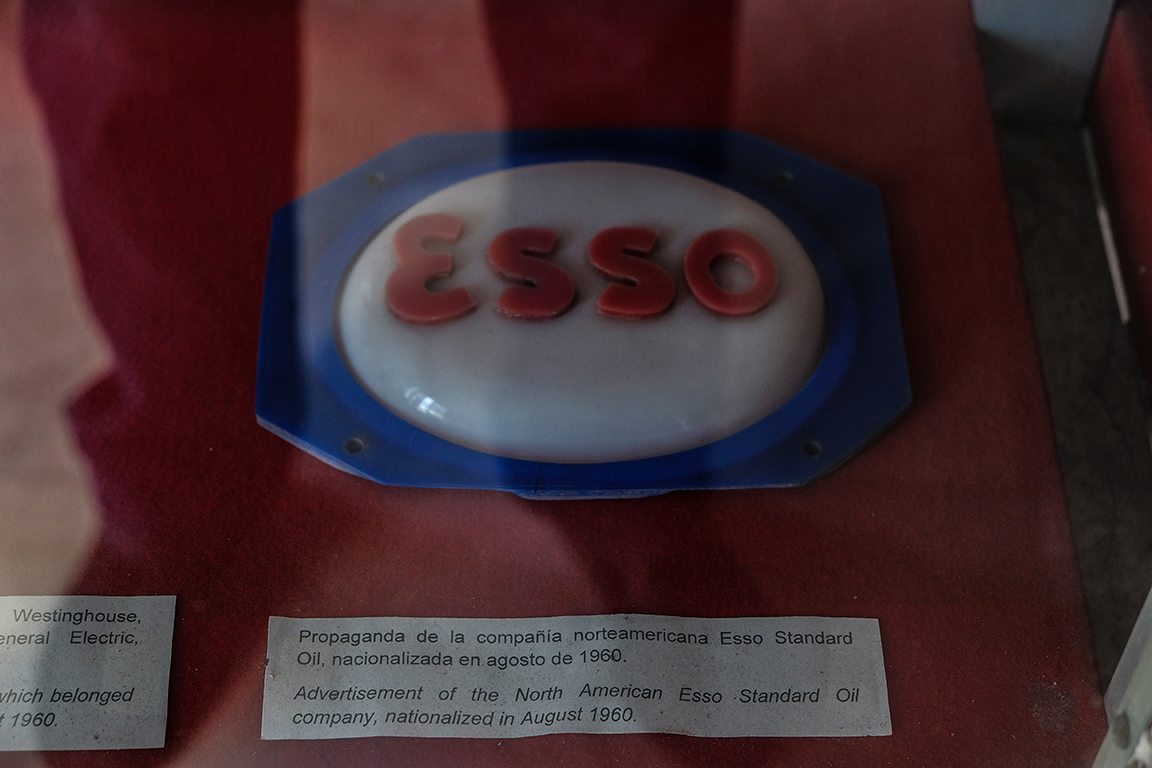 Esso
Westinghouse,
eneral Electric,
which belonged
t 1960.
Propaganda de la compañía norteamericana Esso Standard
Oil, nacionalizada en agosto de 1960.
Advertisement of the North American Esso Standard Oil
company, nationalized in August 1960.